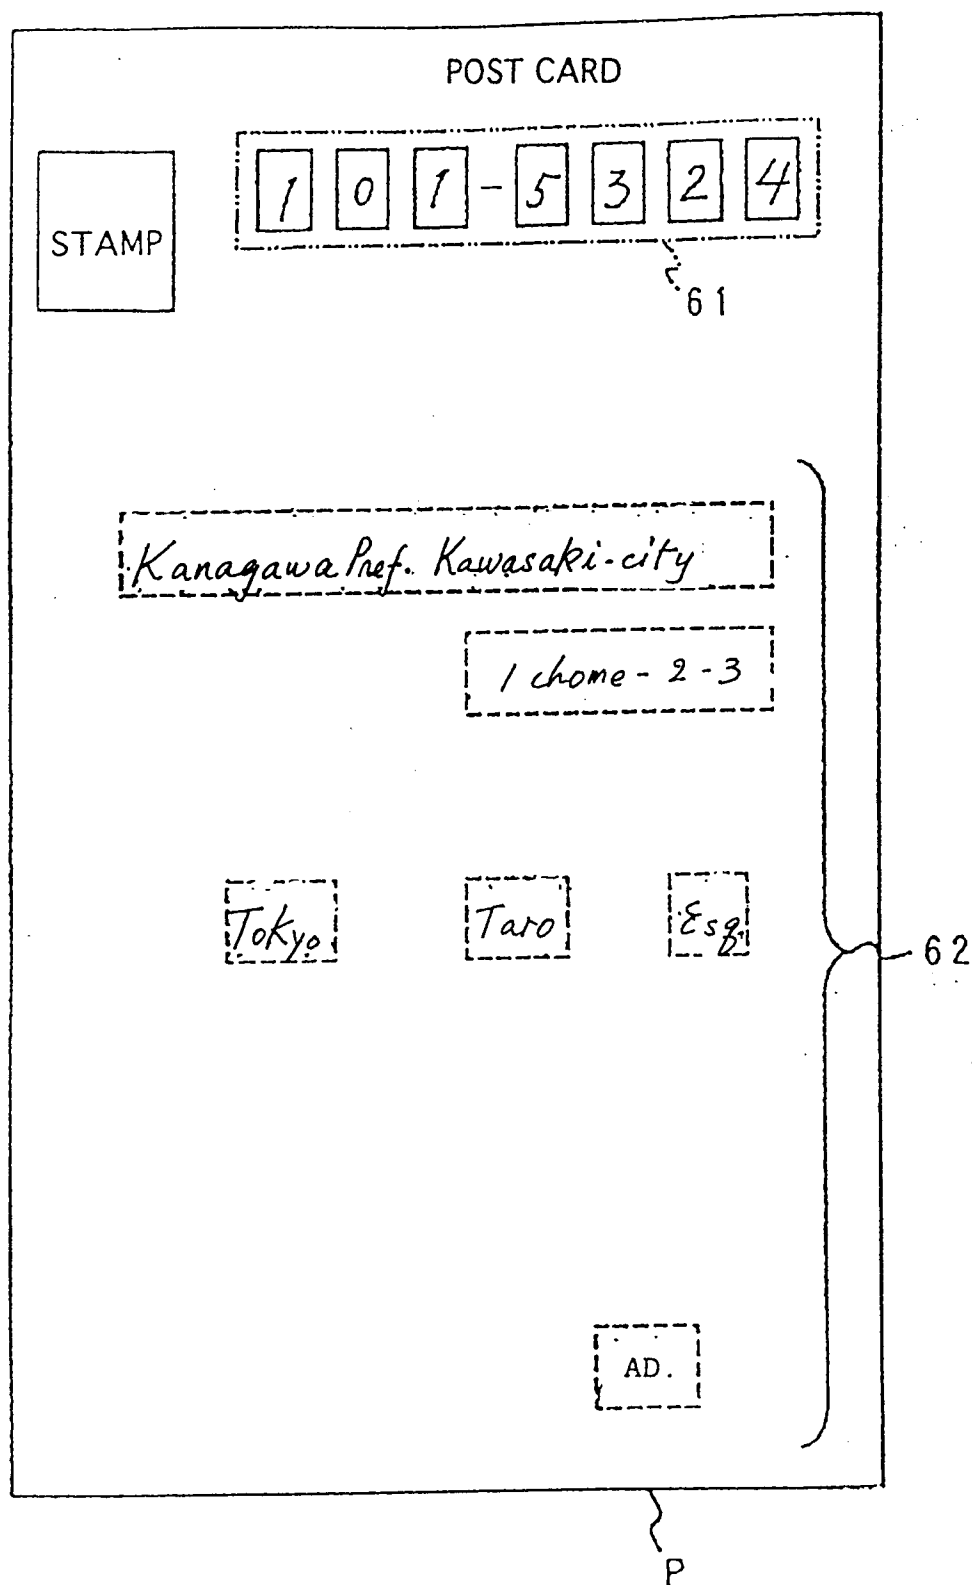 POST CARD
STAMP
1 0 1 - 5 3 2 4
61
Kanagawa Pref. Kawasaki-city
1 chome - 2 - 3
Tokyo Taro Esq.
62
AD.
P